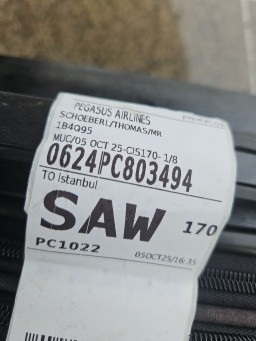 PEGASUS AIRLINES
SCHOEBERL/THOMAS/MR
1B4Q95
MUC/05 OCT 25-CIS170- 1/8
0624PC803494
TO Istanbul
SAW 170
PC1022
05OCT25/16:35